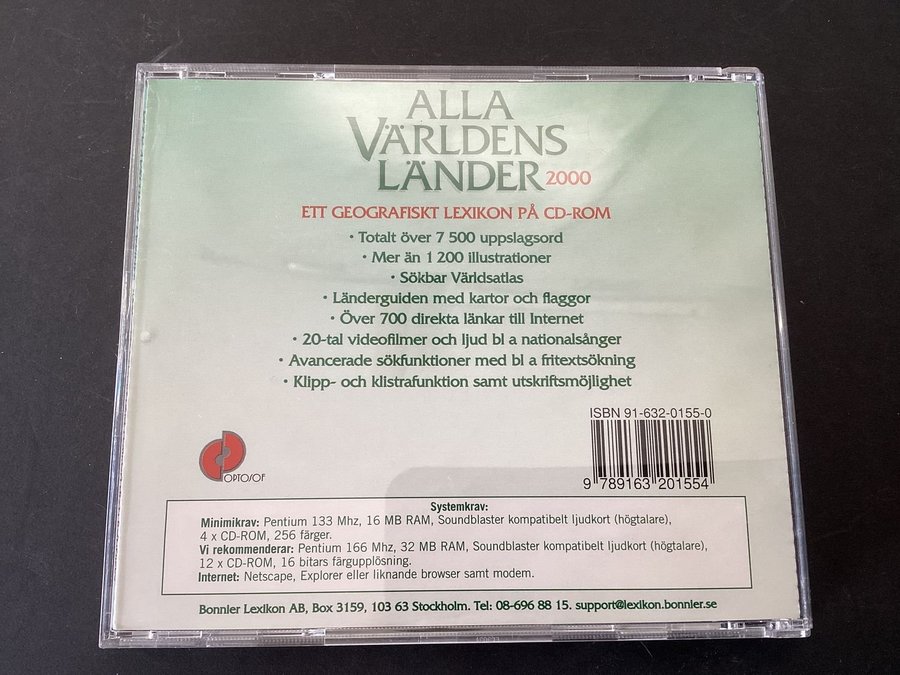 ALLA
VÄRLDENS
LÄNDER 2000
ETT GEOGRAFISKT LEXIKON PÅ CD-ROM
• Totalt över 7 500 uppslagsord
• Mer än 1 200 illustrationer
• Sökbar Världsatlas
• Länderguiden med kartor och flaggor
• Över 700 direkta länkar till Internet
• 20-tal videofilmer och ljud bl a nationalsånger
• Avancerade sökfunktioner med bl a fritextsökning
• Klipp- och klistrafunktion samt utskriftsmöjlighet
ISBN 91-632-0155-0
9 789163 201554
OPTOSOF
Systemkrav:
Minimikrav: Pentium 133 Mhz, 16 MB RAM, Soundblaster kompatibelt ljudkort (högtalare),
4 x CD-ROM, 256 färger.
Vi rekommenderar: Pentium 166 Mhz, 32 MB RAM, Soundblaster kompatibelt ljudkort (högtalare),
12 x CD-ROM, 16 bitars färgupplösning.
Internet: Netscape, Explorer eller liknande browser samt modem.
Bonnier Lexikon AB, Box 3159, 103 63 Stockholm. Tel: 08-696 88 15. support@lexikon.bonnier.se